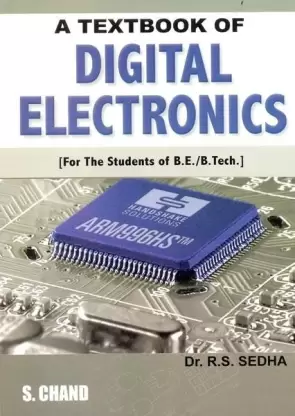 A TEXTBOOK OF
DIGITAL
ELECTRONICS
[For The Students of B.E./B.Tech.]
HANDSHAKE
SOLUTIONS
ARM996HS™
Dr. R.S. SEDHA
S. CHAND